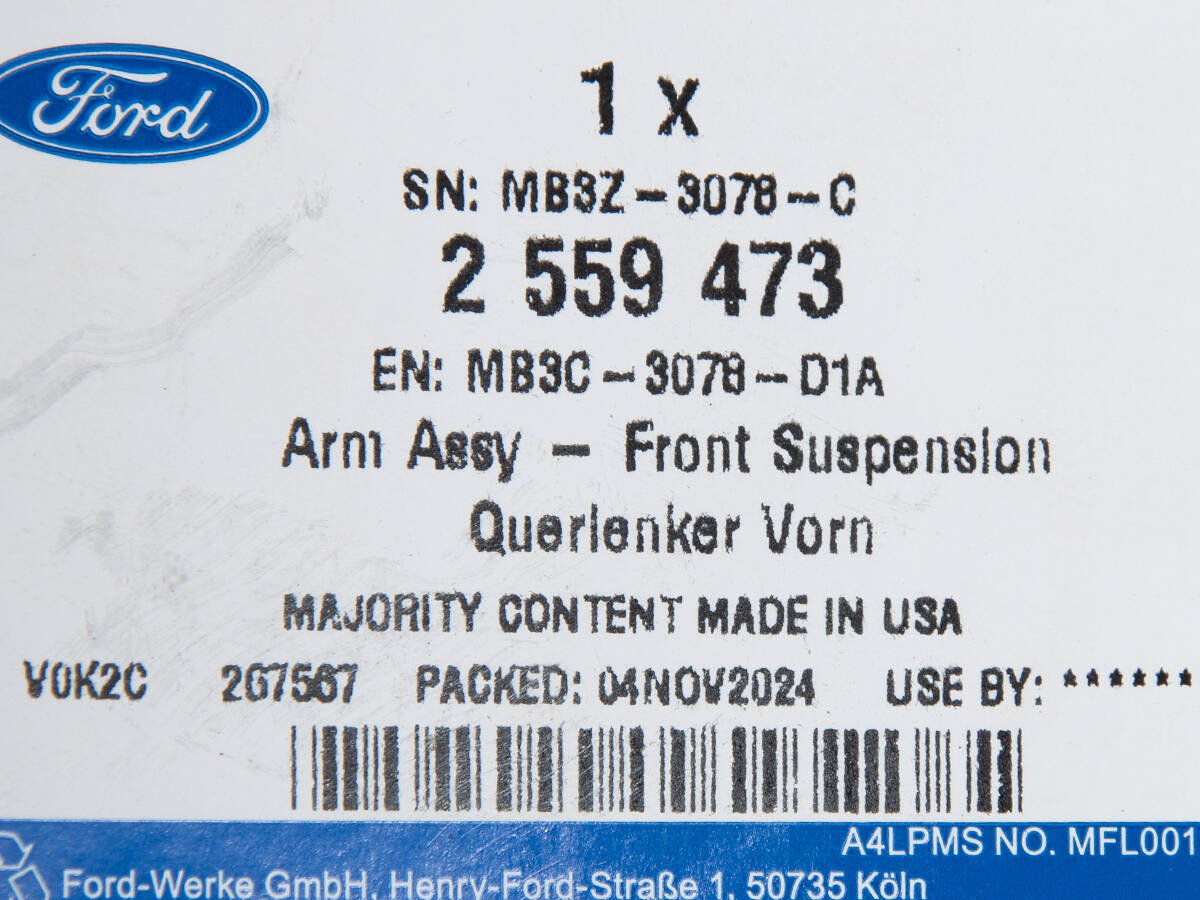 Ford
1 x
SN: MB3Z-3078-C
2 559 473
EN: MB3C-3078-D1A
Arm Assy - Front Suspension
Querlenker Vorn
MAJORITY CONTENT MADE IN USA
V0K2C 267567 PACKED: 04NOV2024 USE BY: ******
A4LPMS NO. MFL001
Ford-Werke GmbH, Henry-Ford-Straße 1, 50735 Köln